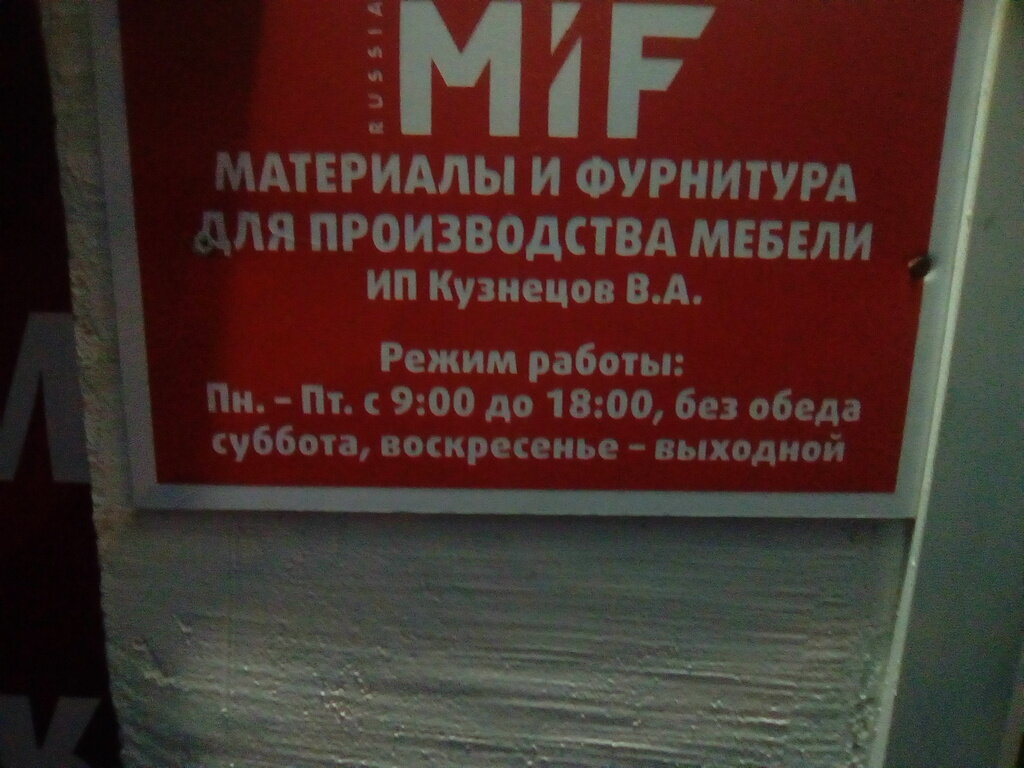 RUSSIA
MIF
МАТЕРИАЛЫ И ФУРНИТУРА
ДЛЯ ПРОИЗВОДСТВА МЕБЕЛИ
ИП Кузнецов В.А.
Режим работы:
Пн. – Пт. с 9:00 до 18:00, без обеда
суббота, воскресенье – выходной